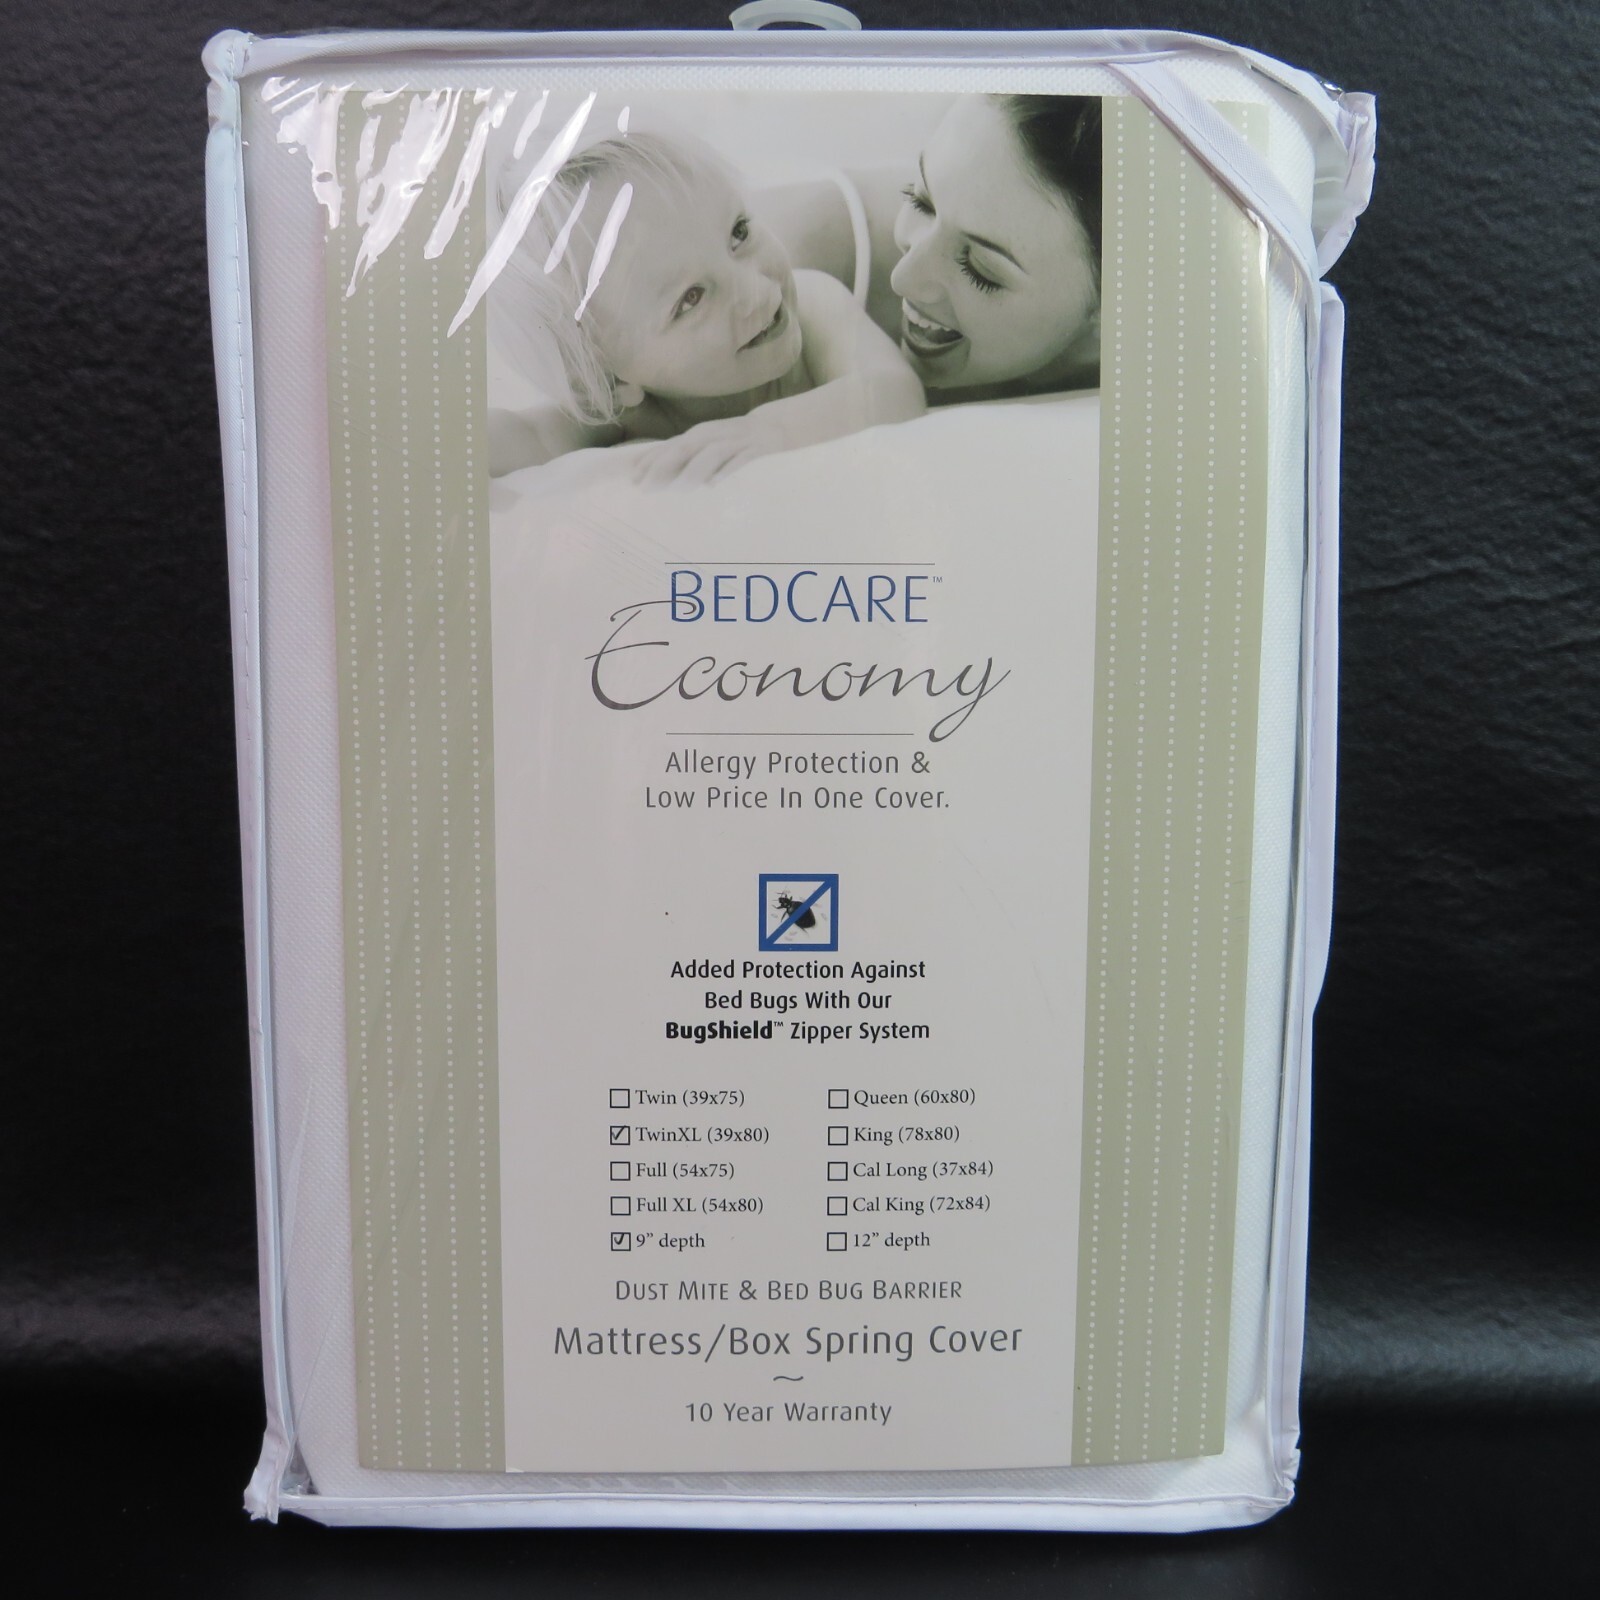 BEDCARE™
Economy
Allergy Protection &
Low Price In One Cover.
Added Protection Against
Bed Bugs With Our
BugShield™ Zipper System
Twin (39x75) Queen (60x80)
TwinXL (39x80) King (78x80)
Full (54x75) Cal Long (37x84)
Full XL (54x80) Cal King (72x84)
9” depth 12” depth
DUST MITE & BED BUG BARRIER
Mattress/Box Spring Cover
~
10 Year Warranty